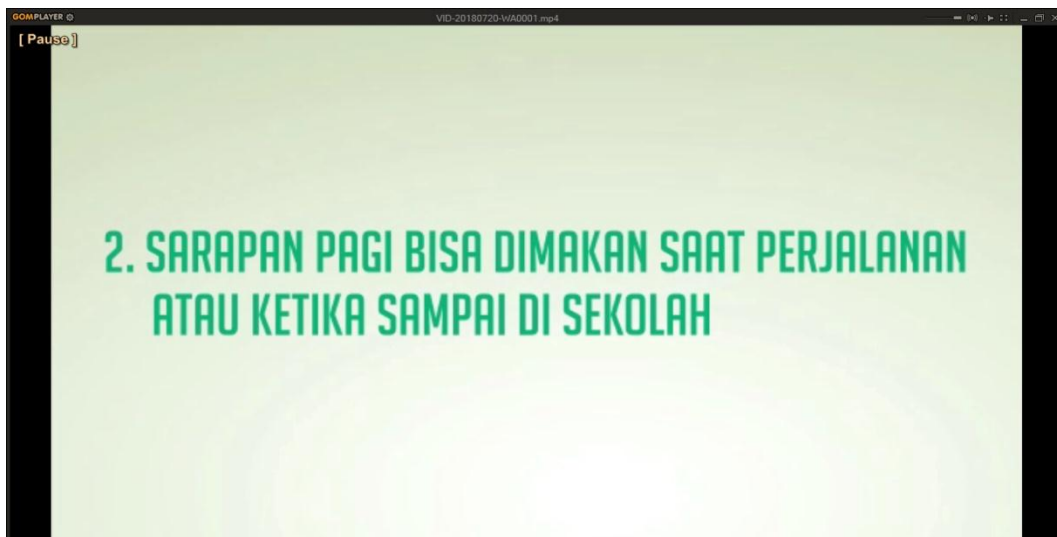 GOMPLAYER
VID-20180720-WA0001.mp4
[ Pause ]
2. SARAPAN PAGI BISA DIMAKAN SAAT PERJALANAN
ATAU KETIKA SAMPAI DI SEKOLAH